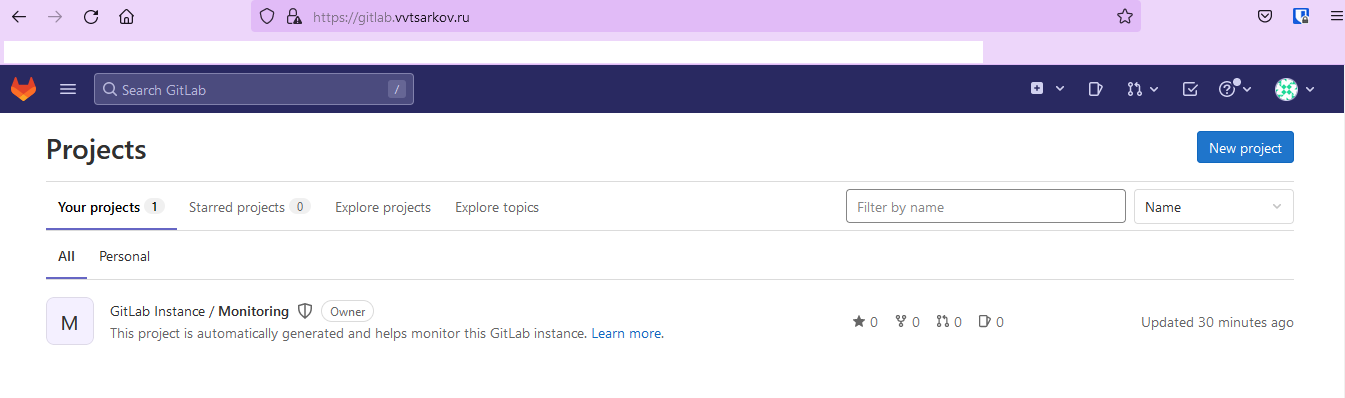 https://gitlab.vvtsarkov.ru
Search GitLab /
Projects
New project
Your projects 1 Starred projects 0 Explore projects Explore topics Filter by name Name
All Personal
M
GitLab Instance / Monitoring Owner
This project is automatically generated and helps monitor this GitLab instance. Learn more.
0 0 0 0 Updated 30 minutes ago